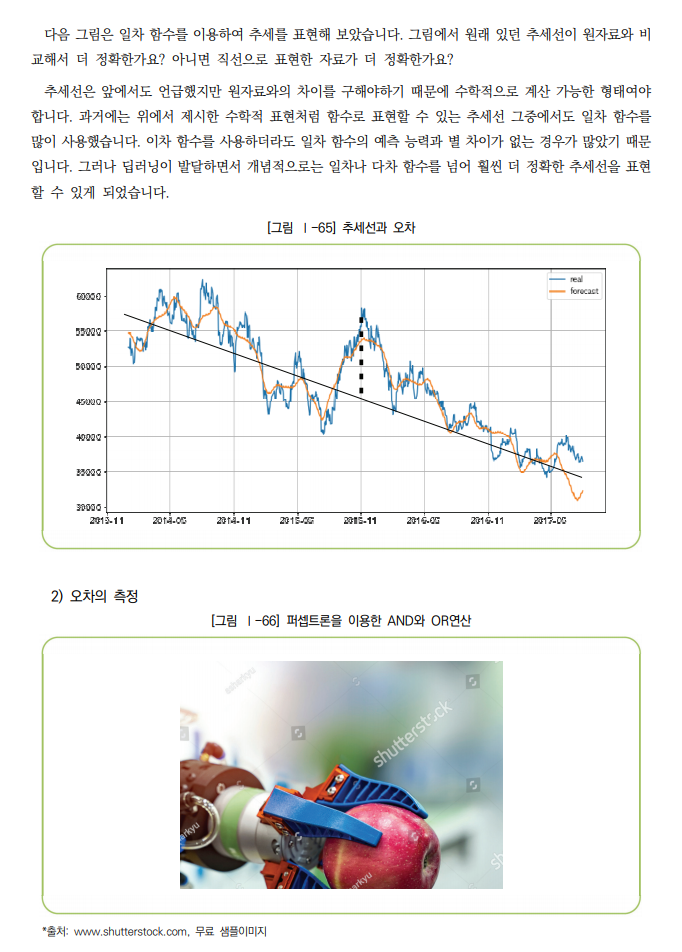 다음 그림은 일차 함수를 이용하여 추세를 표현해 보았습니다. 그림에서 원래 있던 추세선이 원자료와 비
교해서 더 정확한가요? 아니면 직선으로 표현한 자료가 더 정확한가요?
추세선은 앞에서도 언급했지만 원자료와의 차이를 구해야하기 때문에 수학적으로 계산 가능한 형태여야
합니다. 과거에는 위에서 제시한 수학적 표현처럼 함수로 표현할 수 있는 추세선 그중에서도 일차 함수를
많이 사용했습니다. 이차 함수를 사용하더라도 일차 함수의 예측 능력과 별 차이가 없는 경우가 많았기 때문
입니다. 그러나 딥러닝이 발달하면서 개념적으로는 일차나 다차 함수를 넘어 훨씬 더 정확한 추세선을 표현
할 수 있게 되었습니다.
[그림 Ⅰ-65] 추세선과 오차
real
forecast
60000
55000
50000
45000
40000
35000
30000
2013-11 2014-05 2014-11 2015-05 2015-11 2016-05 2016-11 2017-05
2) 오차의 측정
[그림 Ⅰ-66] 퍼셉트론을 이용한 AND와 OR연산
shutterstock
*출처: www.shutterstock.com, 무료 샘플이미지